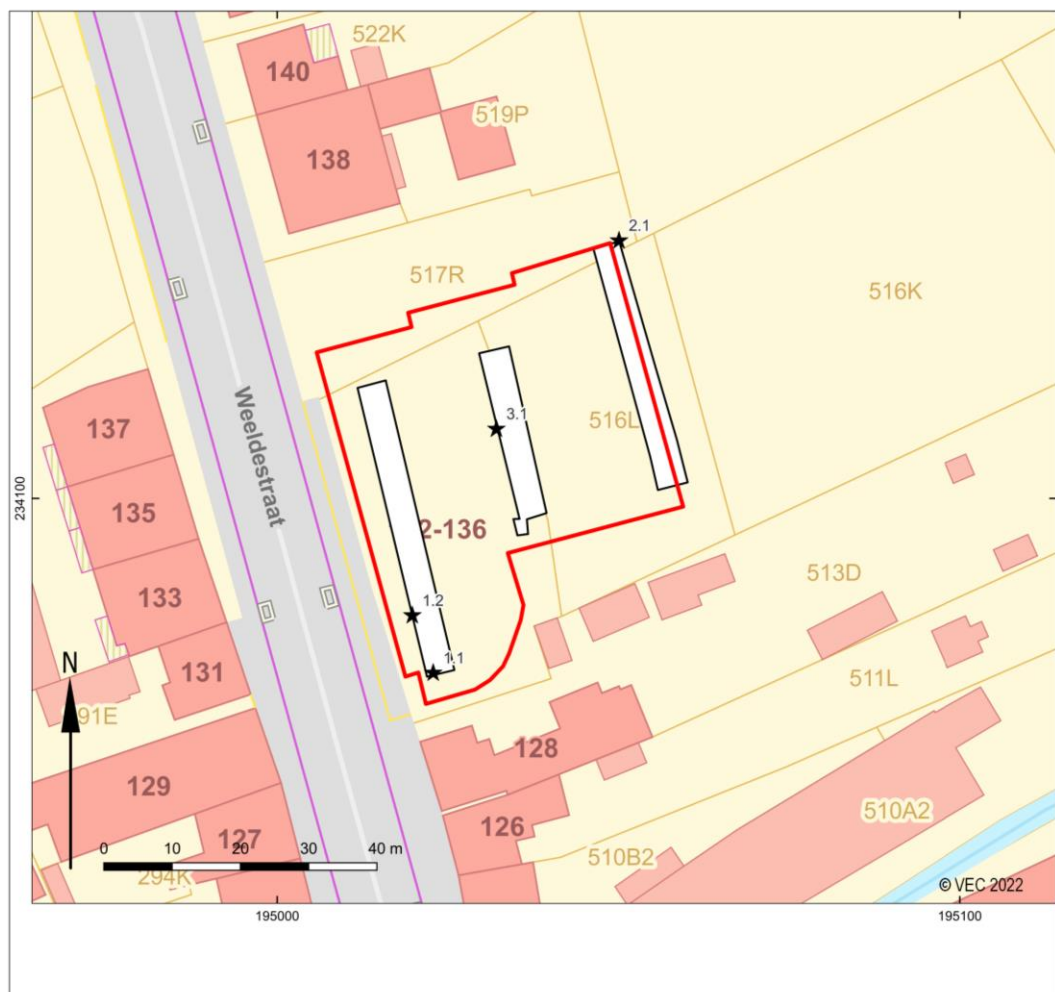 522K
140
519P
138
2.1
517R
516K
137
3.1
516L
Weeldestraat
234100
135
2-136
513D
133
1.2
N
131
1.1
511L
91E
128
129
510A2
126
127
0 10 20 30 40 m
294K
510B2
© VEC 2022
195000
195100